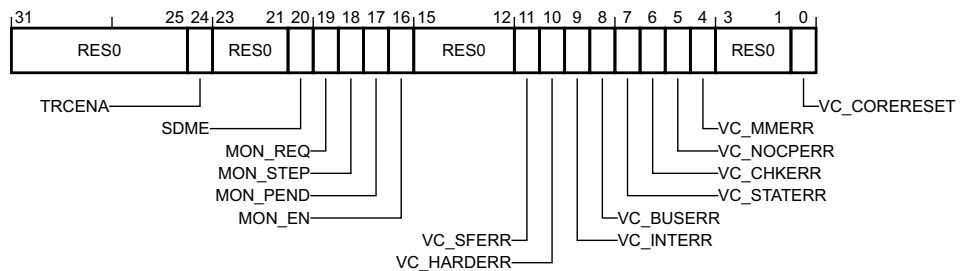 31 25 24 23 21 20 19 18 17 16 15 12 11 10 9 8 7 6 5 4 3 1 0
RES0 RES0 RES0 RES0
TRCENA VC_CORERESET
SDME VC_MMERR
MON_REQ VC_NOCPERR
MON_STEP VC_CHKERR
MON_PEND VC_STATERR
MON_EN VC_BUSERR
VC_SFERR VC_INTERR
VC_HARDERR